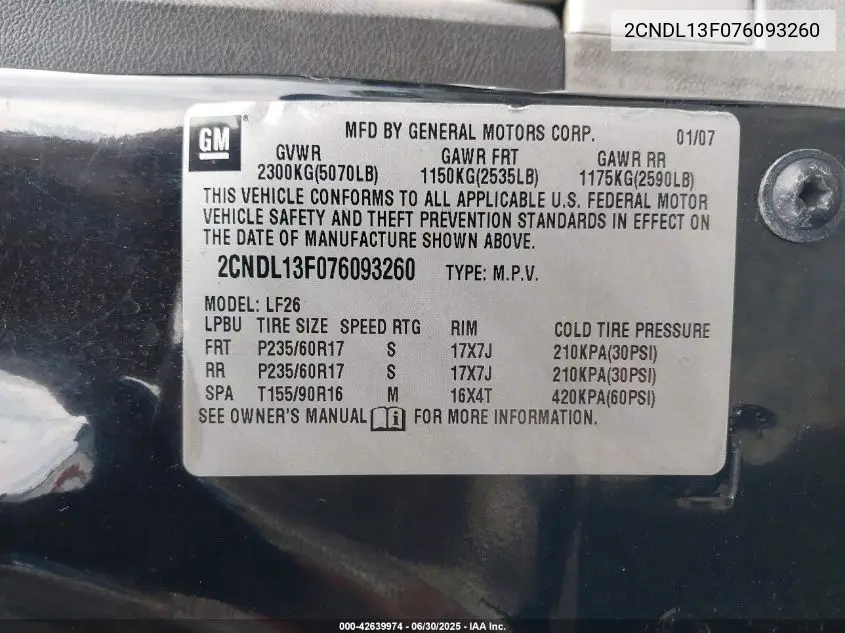 2CNDL13F076093260
GM
MFD BY GENERAL MOTORS CORP. 01/07
GVWR GAWR FRT GAWR RR
2300KG(5070LB) 1150KG(2535LB) 1175KG(2590LB)
THIS VEHICLE CONFORMS TO ALL APPLICABLE U.S. FEDERAL MOTOR
VEHICLE SAFETY AND THEFT PREVENTION STANDARDS IN EFFECT ON
THE DATE OF MANUFACTURE SHOWN ABOVE.
2CNDL13F076093260 TYPE: M.P.V.
MODEL: LF26
LPBU TIRE SIZE SPEED RTG RIM COLD TIRE PRESSURE
FRT P235/60R17 S 17X7J 210KPA(30PSI)
RR P235/60R17 S 17X7J 210KPA(30PSI)
SPA T155/90R16 M 16X4T 420KPA(60PSI)
SEE OWNER'S MANUAL i FOR MORE INFORMATION.
000-42639974 - 06/30/2025 - IAA Inc.